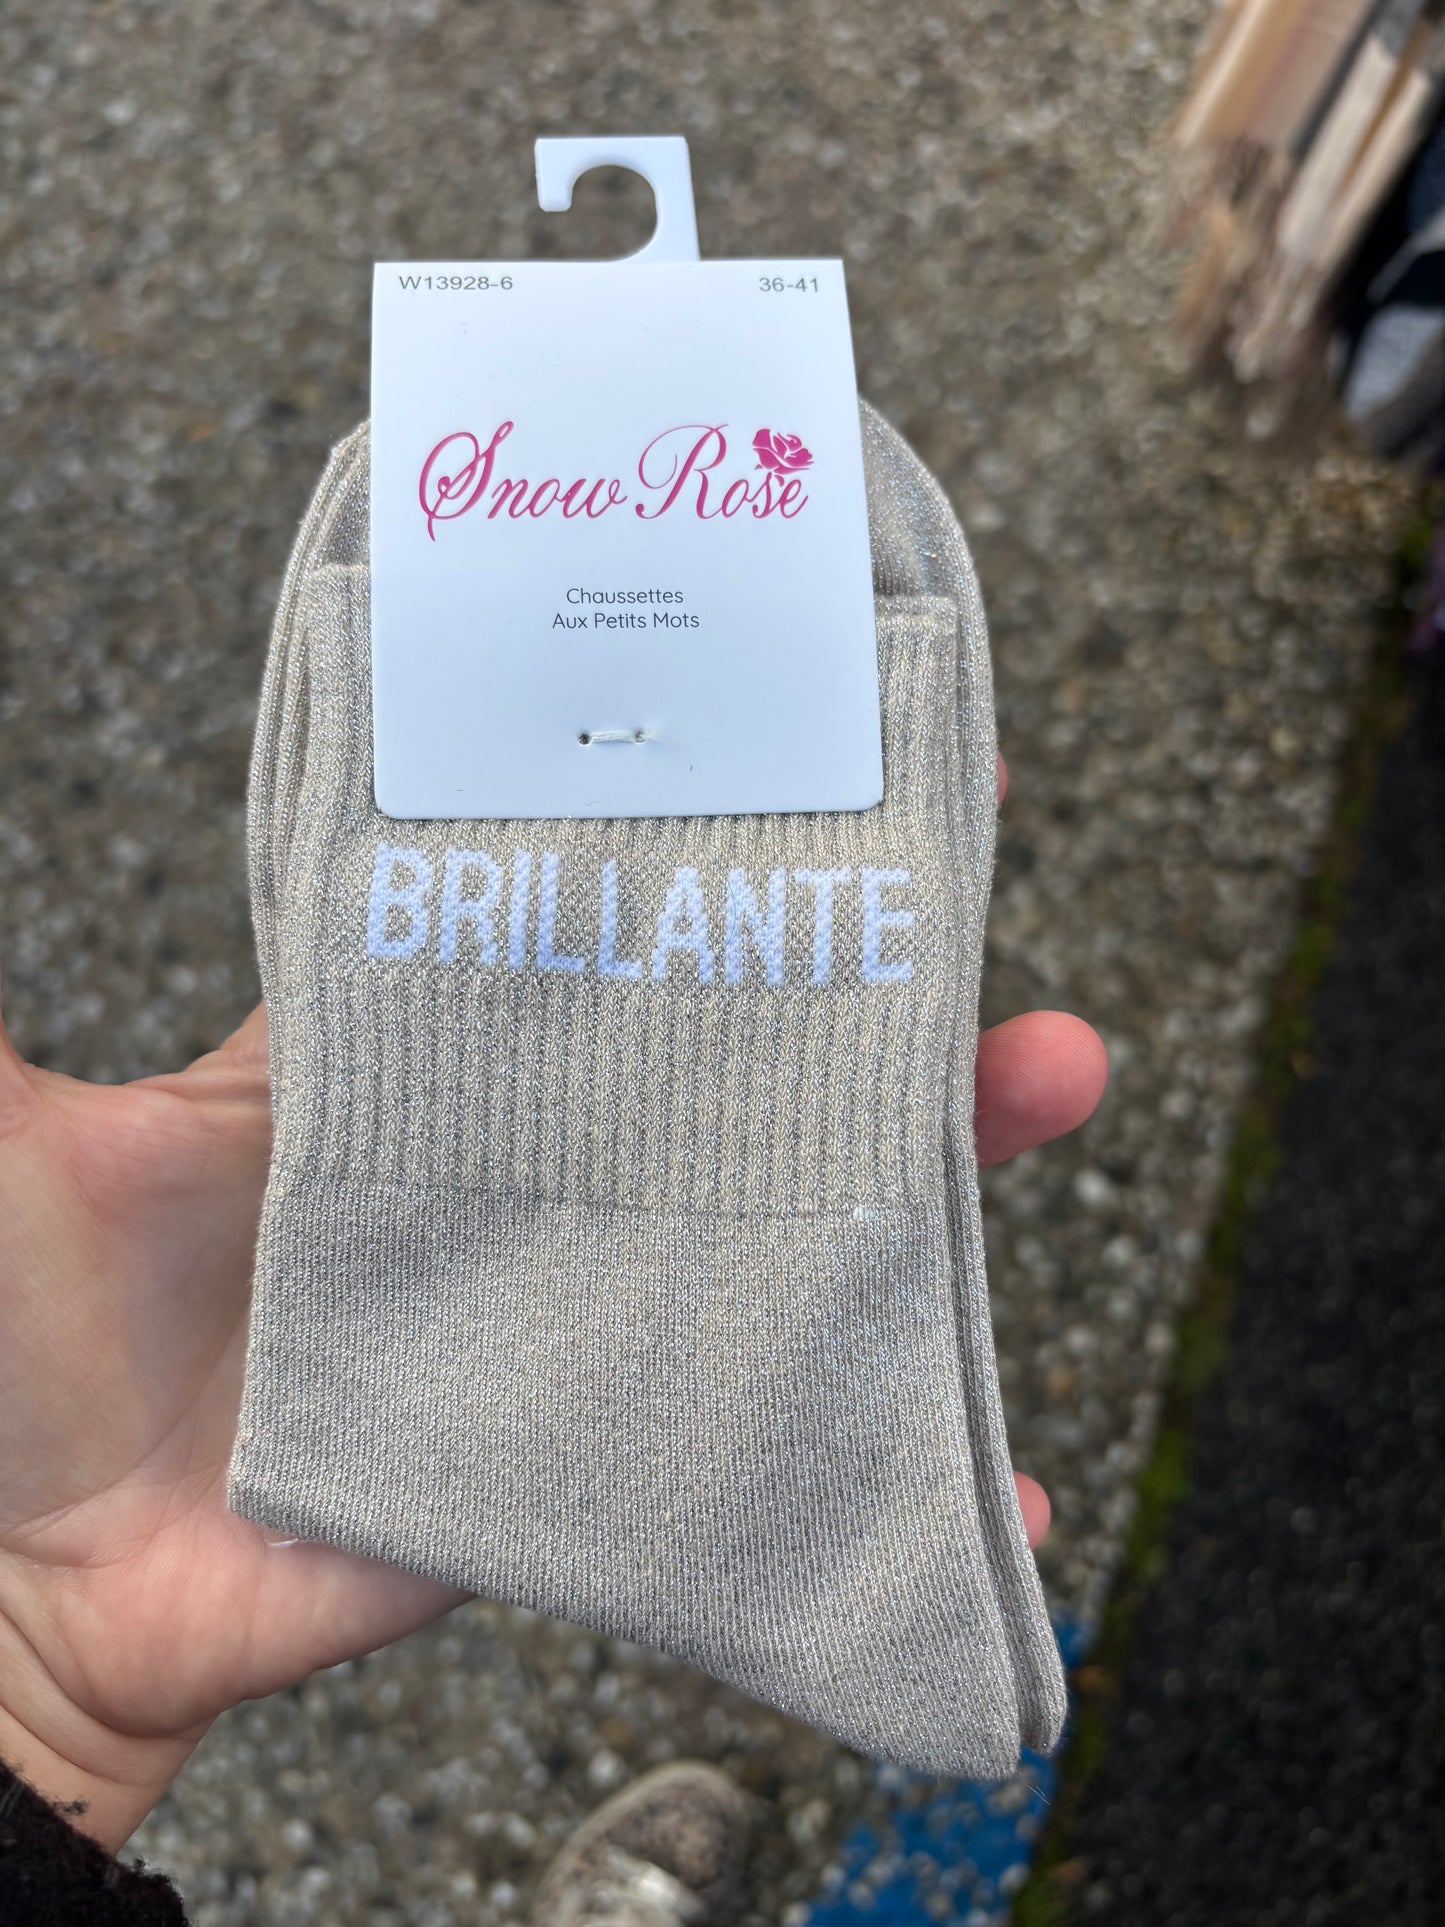 W13928-6 36-41
Snow Rose
Chaussettes
Aux Petits Mots
BRILLANTE